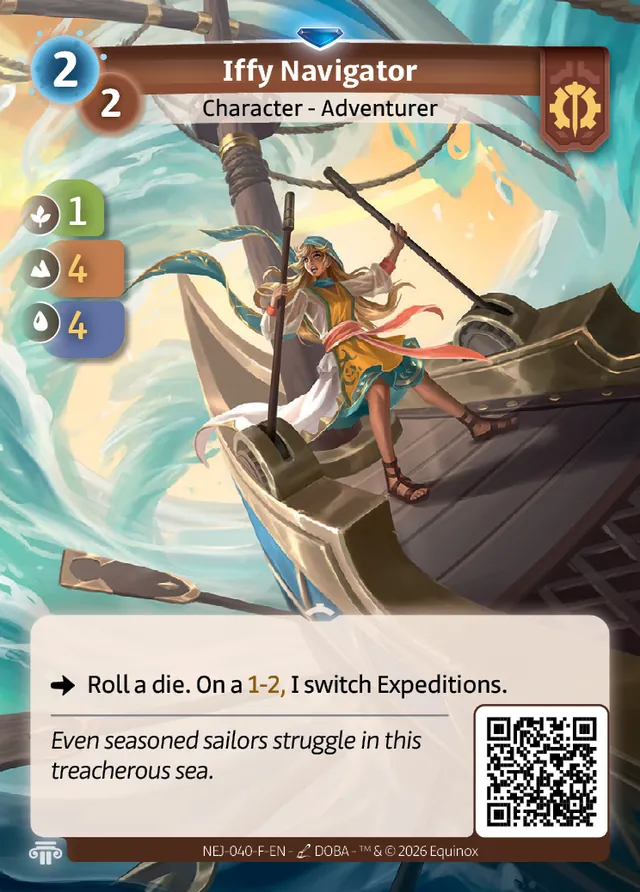 2
Iffy Navigator
2
Character - Adventurer
1
4
4
Roll a die. On a 1-2, I switch Expeditions.
Even seasoned sailors struggle in this
treacherous sea.
NEJ-040-F-EN - DOBA - ™ & © 2026 Equinox